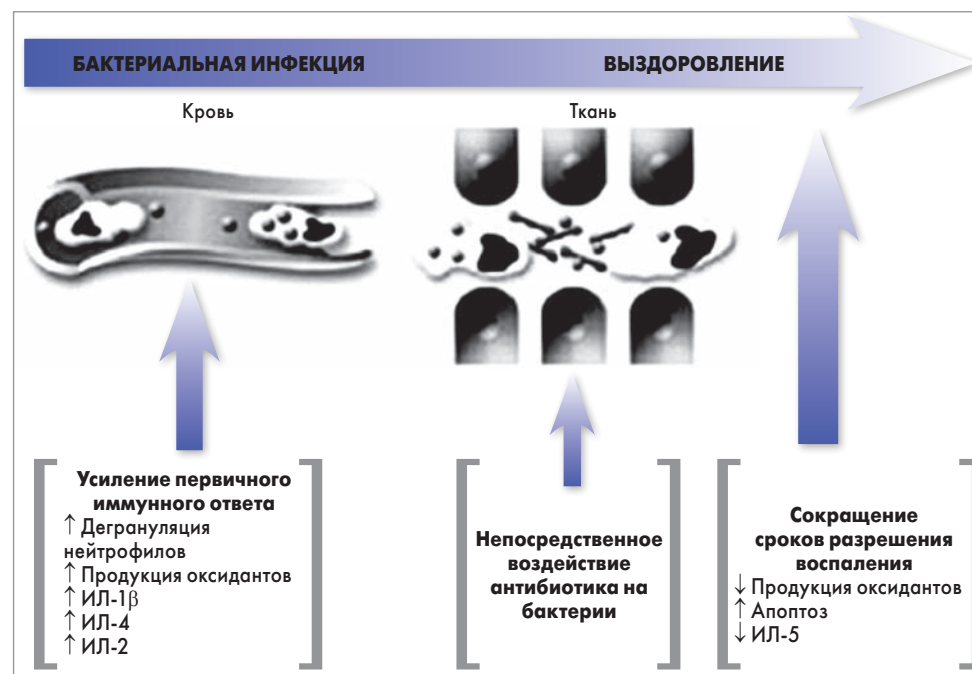 БАКТЕРИАЛЬНАЯ ИНФЕКЦИЯ
ВЫЗДОРОВЛЕНИЕ
Кровь
Ткань
Усиление первичного
иммунного ответа
↑ Дегрануляция
нейтрофилов
↑ Продукция оксидантов
↑ ИЛ-1β
↑ ИЛ-4
↑ ИЛ-2
Непосредственное
воздействие
антибиотика на
бактерии
Сокращение
сроков разрешения
воспаления
↓ Продукция оксидантов
↑ Апоптоз
↓ ИЛ-5